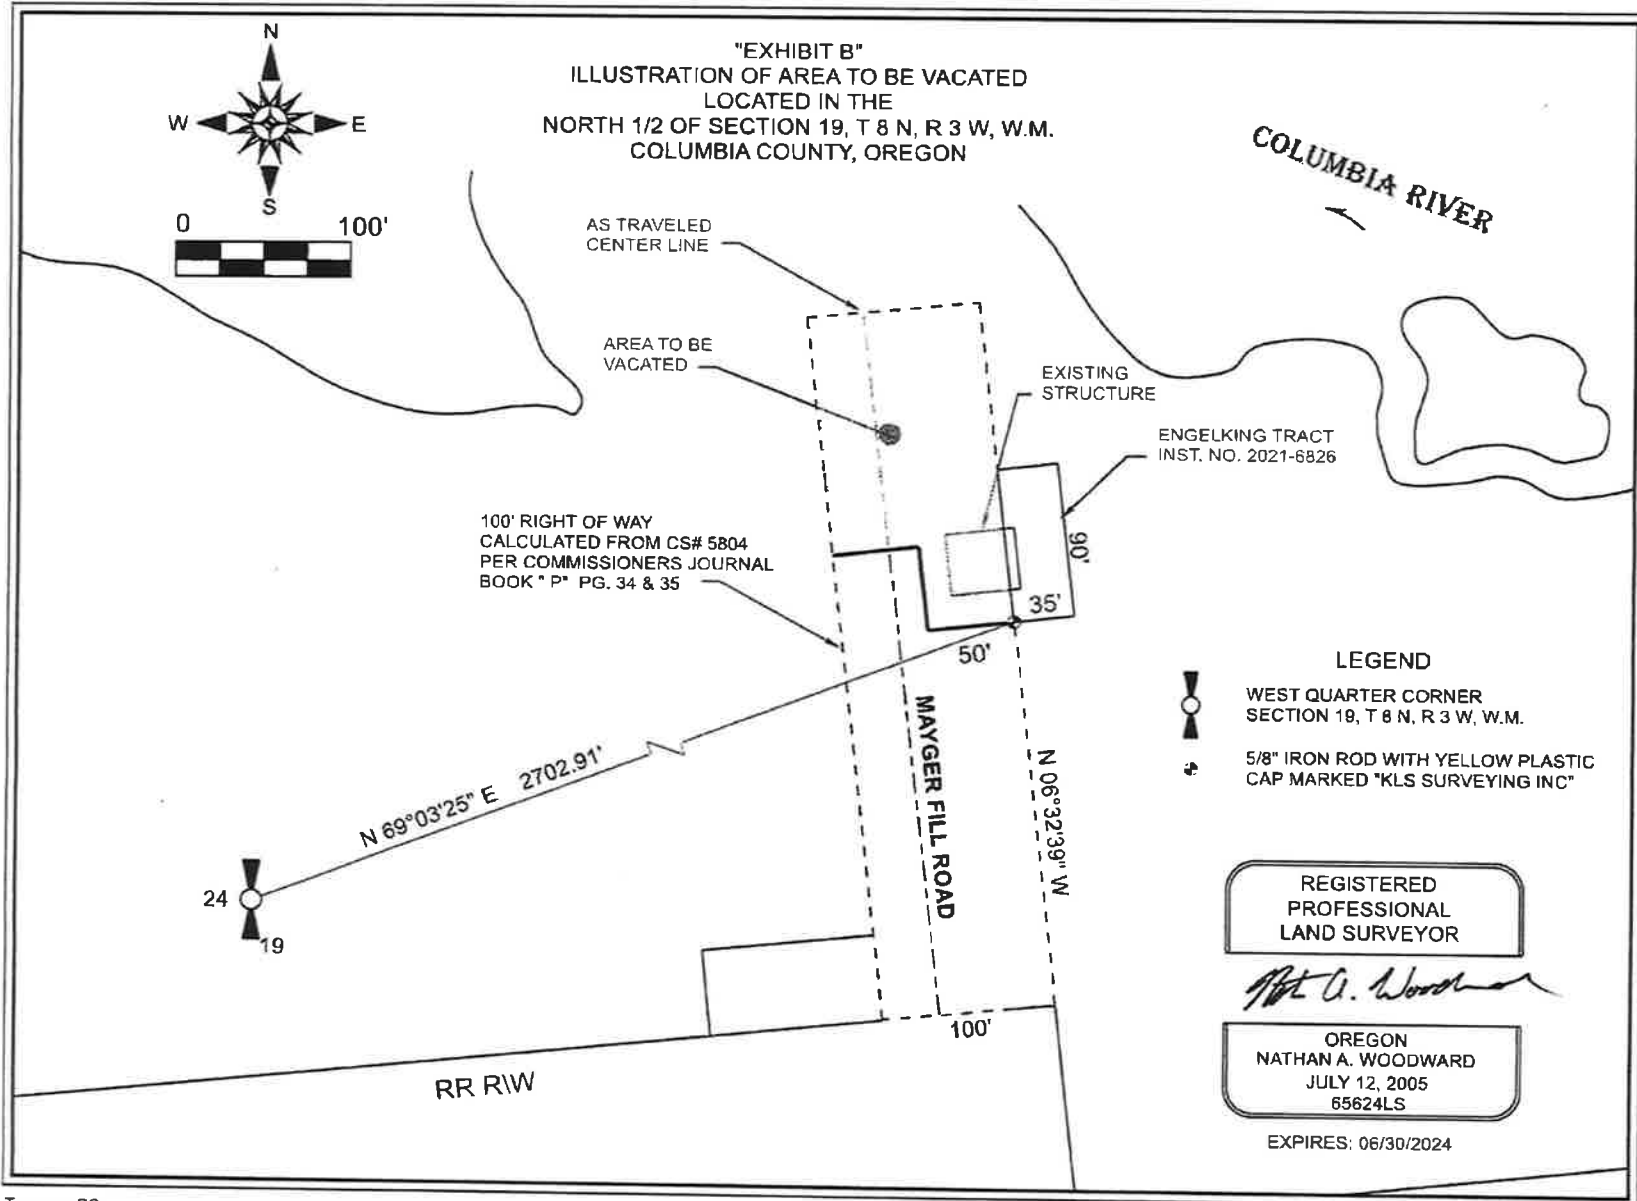 "EXHIBIT B"
ILLUSTRATION OF AREA TO BE VACATED
LOCATED IN THE
NORTH 1/2 OF SECTION 19, T 8 N, R 3 W, W.M.
COLUMBIA COUNTY, OREGON
N
W
E
S
0
100'
COLUMBIA RIVER
AS TRAVELED
CENTER LINE
AREA TO BE
VACATED
EXISTING
STRUCTURE
ENGELKING TRACT
INST. NO. 2021-6826
100' RIGHT OF WAY
CALCULATED FROM CS# 5804
PER COMMISSIONERS JOURNAL
BOOK " P" PG. 34 & 35
90'
35'
50'
MAYGER FILL ROAD
N 06°32'39" W
N 69°03'25" E 2702.91'
24
19
100'
RR R\W
LEGEND
WEST QUARTER CORNER
SECTION 19, T 8 N, R 3 W, W.M.
5/8" IRON ROD WITH YELLOW PLASTIC
CAP MARKED "KLS SURVEYING INC"
REGISTERED
PROFESSIONAL
LAND SURVEYOR
OREGON
NATHAN A. WOODWARD
JULY 12, 2005
65624LS
EXPIRES: 06/30/2024